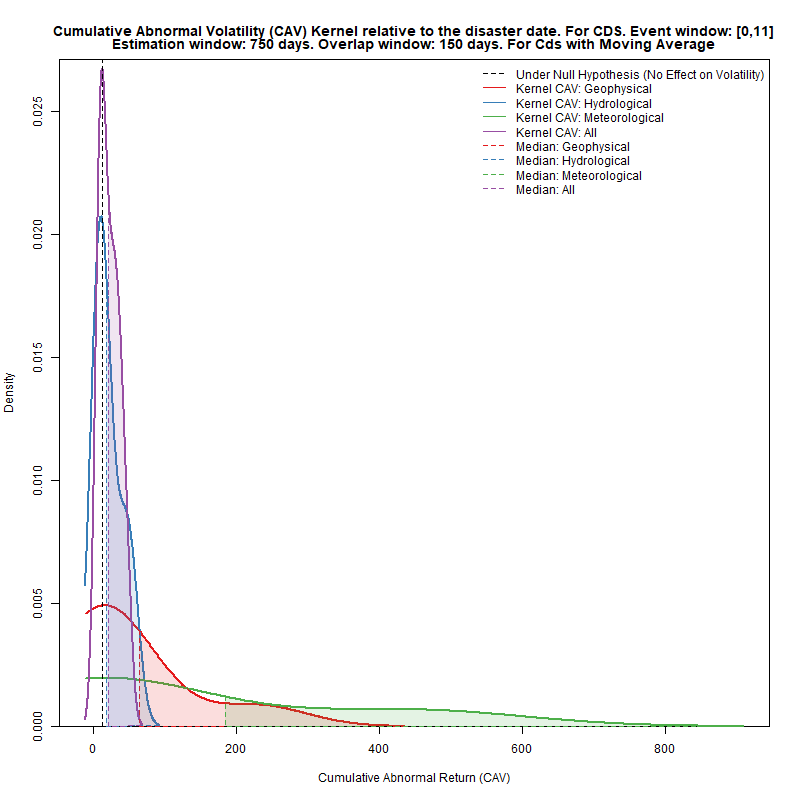 Cumulative Abnormal Volatility (CAV) Kernel relative to the disaster date. For CDS. Event window: [0,11]
Estimation window: 750 days. Overlap window: 150 days. For Cds with Moving Average
Under Null Hypothesis (No Effect on Volatility)
Kernel CAV: Geophysical
Kernel CAV: Hydrological
Kernel CAV: Meteorological
Kernel CAV: All
Median: Geophysical
Median: Hydrological
Median: Meteorological
Median: All
Density
0.025
0.020
0.015
0.010
0.005
0.000
0 200 400 600 800
Cumulative Abnormal Return (CAV)